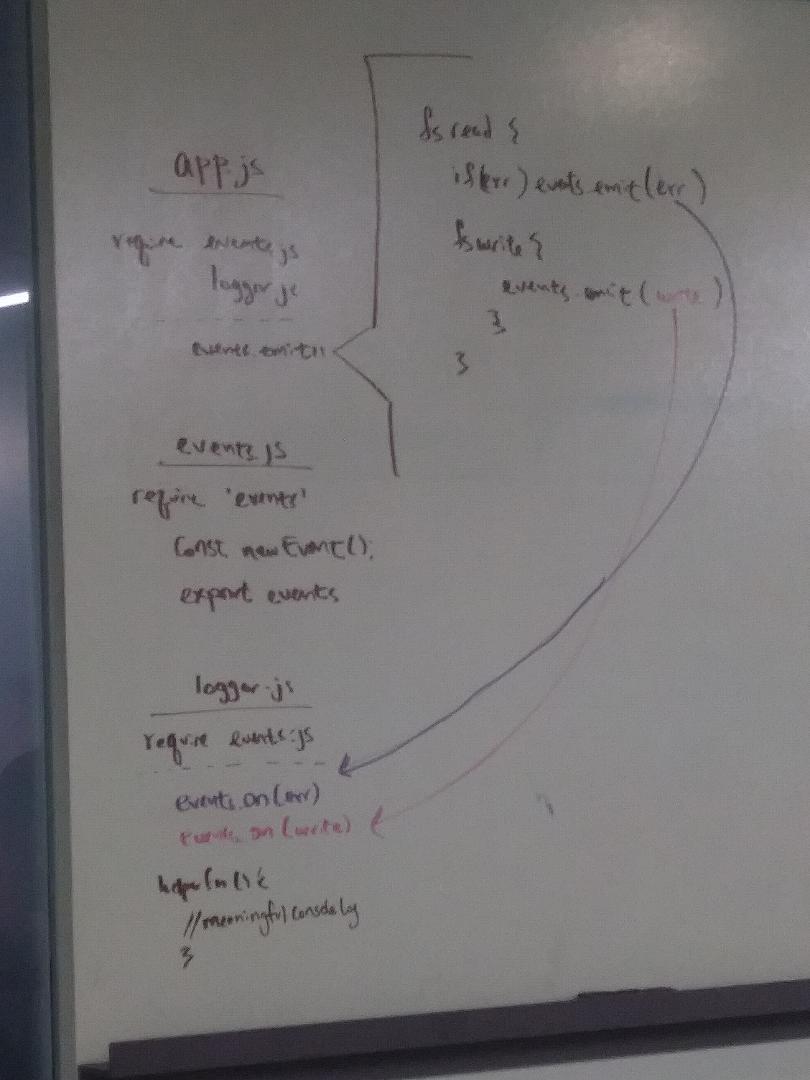 app.js
require events.js
logger.js
events.emit()
fs read {
if(err) events.emit(err)
fs write {
events.emit(write)
}
}
events.js
require 'events'
Const new Event();
export events
logger.js
require events.js
events.on(err)
events.on(write)
helperfn(){
//meaningful console log
}